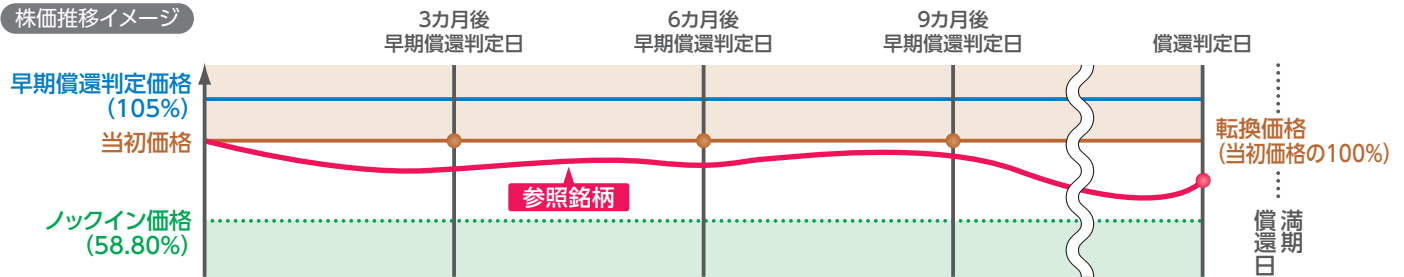 株価推移イメージ
3カ月後
早期償還判定日
6カ月後
早期償還判定日
9カ月後
早期償還判定日
償還判定日
早期償還判定価格
(105%)
当初価格
転換価格
(当初価格の100%)
参照銘柄
ノックイン価格
(58.80%)
満期
償還日